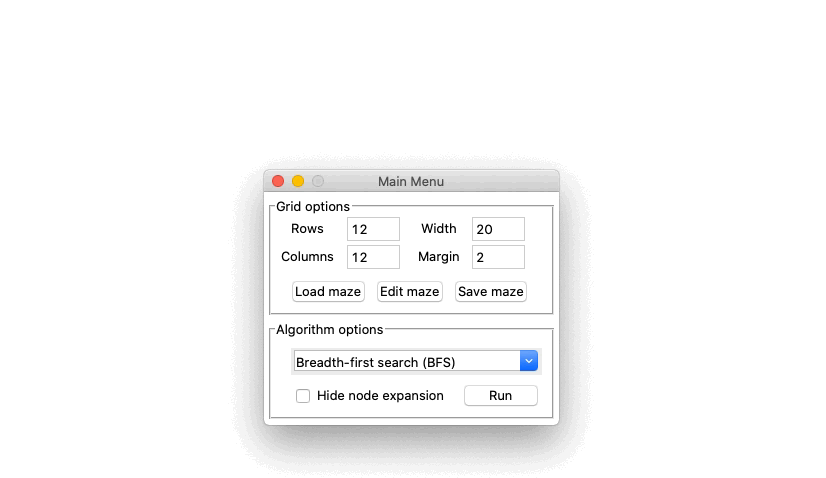 Main Menu
Grid options
Rows 12 Width 20
Columns 12 Margin 2
Load maze Edit maze Save maze
Algorithm options
Breadth-first search (BFS)
Hide node expansion Run